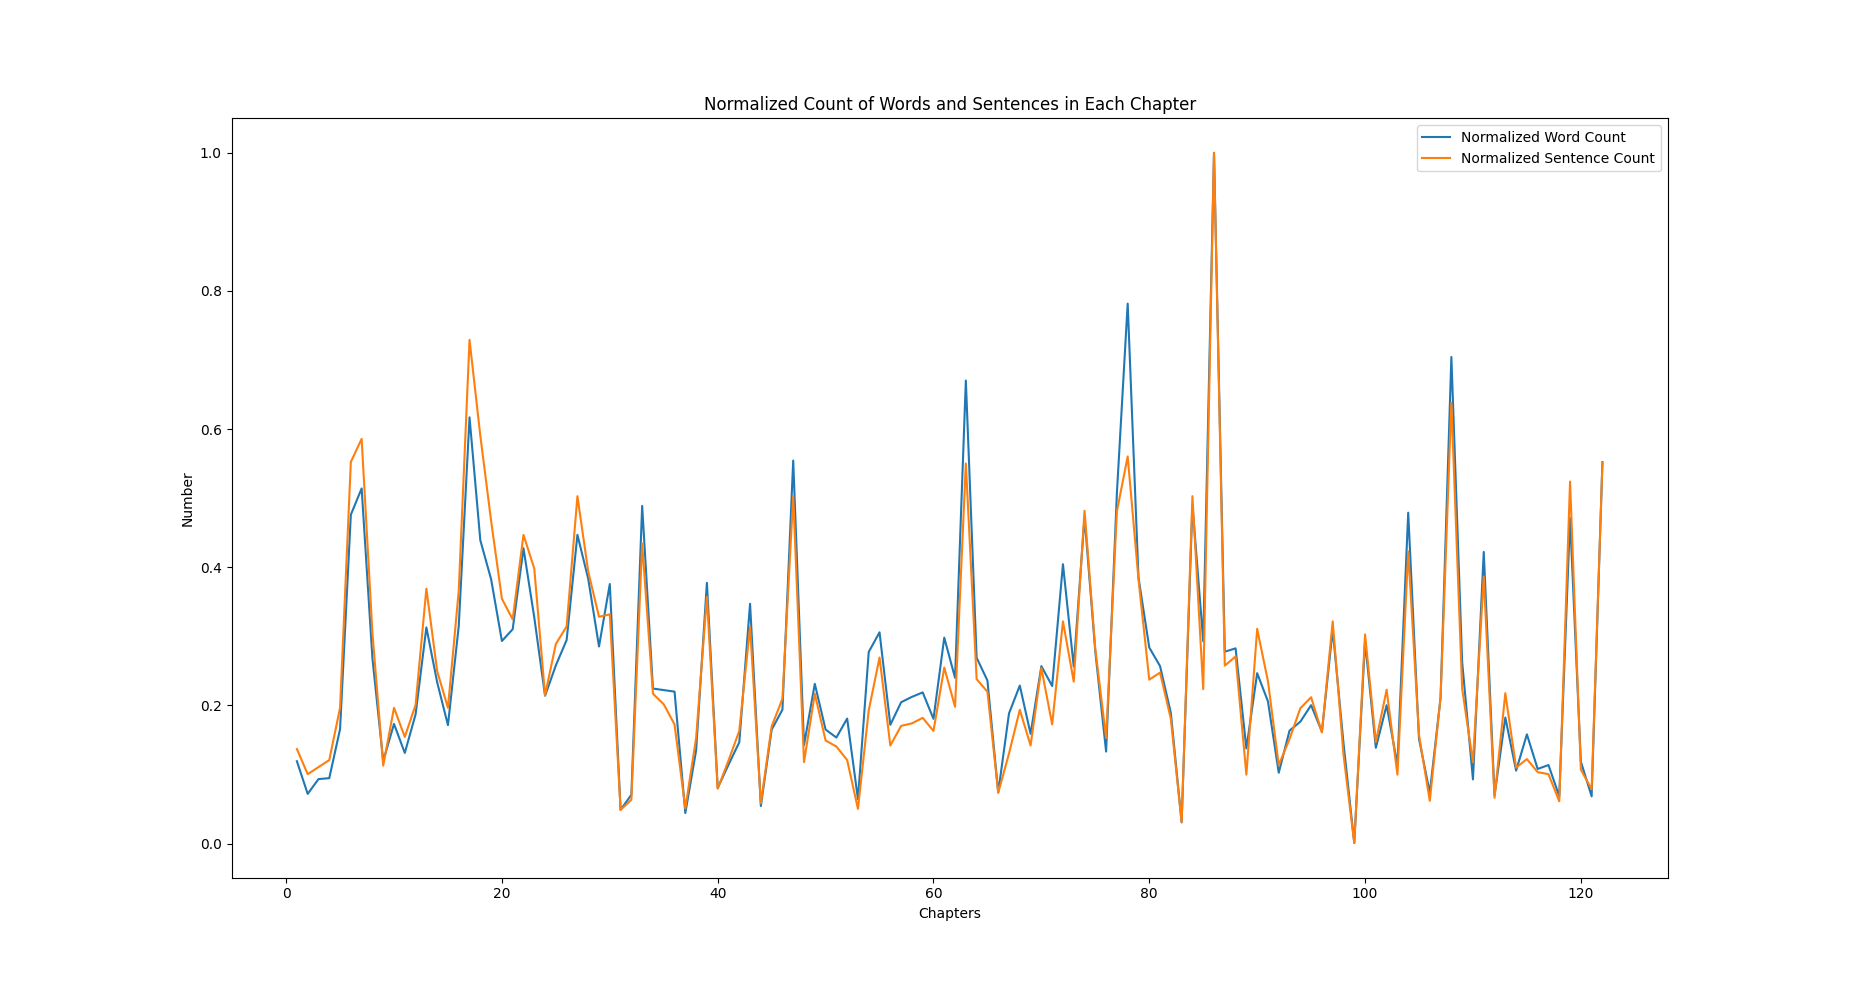 Normalized Count of Words and Sentences in Each Chapter
Normalized Word Count
Normalized Sentence Count
1.0
0.8
0.6
0.4
0.2
0.0
Number
0 20 40 60 80 100 120
Chapters